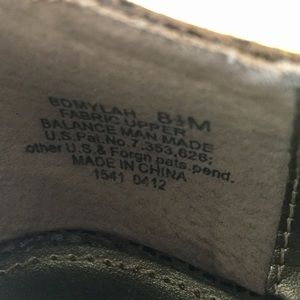 BDMYLAH 8½M
FABRIC UPPER
BALANCE MAN MADE
U.S.Pat.No.7,353,626;
other U.S & Forgn pats.pend.
MADE IN CHINA
1541 0412